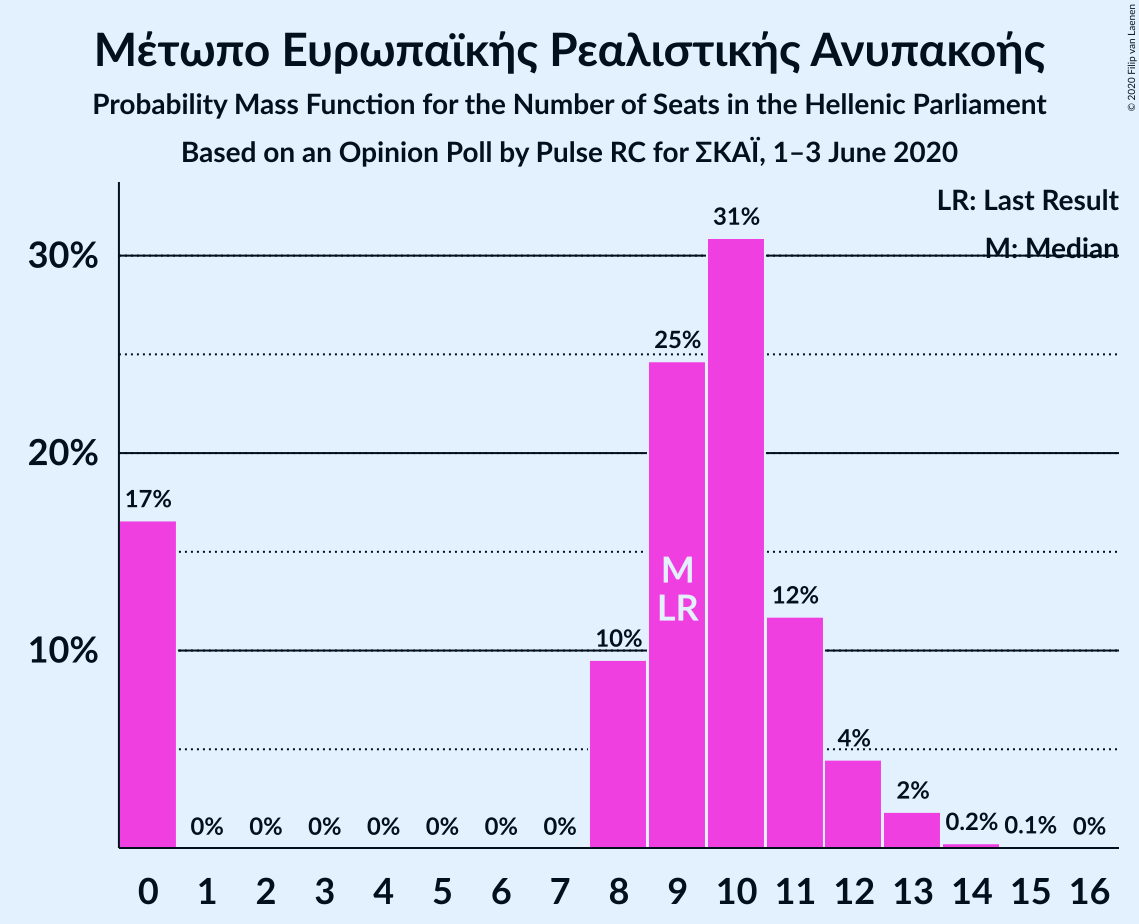 Μέτωπο Ευρωπαϊκής Ρεαλιστικής Ανυπακοής
Probability Mass Function for the Number of Seats in the Hellenic Parliament
Based on an Opinion Poll by Pulse RC for ΣΚΑΪ, 1–3 June 2020
© 2020 Filip van Laenen
LR: Last Result
M: Median
30%
20%
10%
17%
0%
0%
0%
0%
0%
0%
0%
10%
25%
31%
12%
4%
2%
0.2%
0.1%
0%
M
LR
0 1 2 3 4 5 6 7 8 9 10 11 12 13 14 15 16